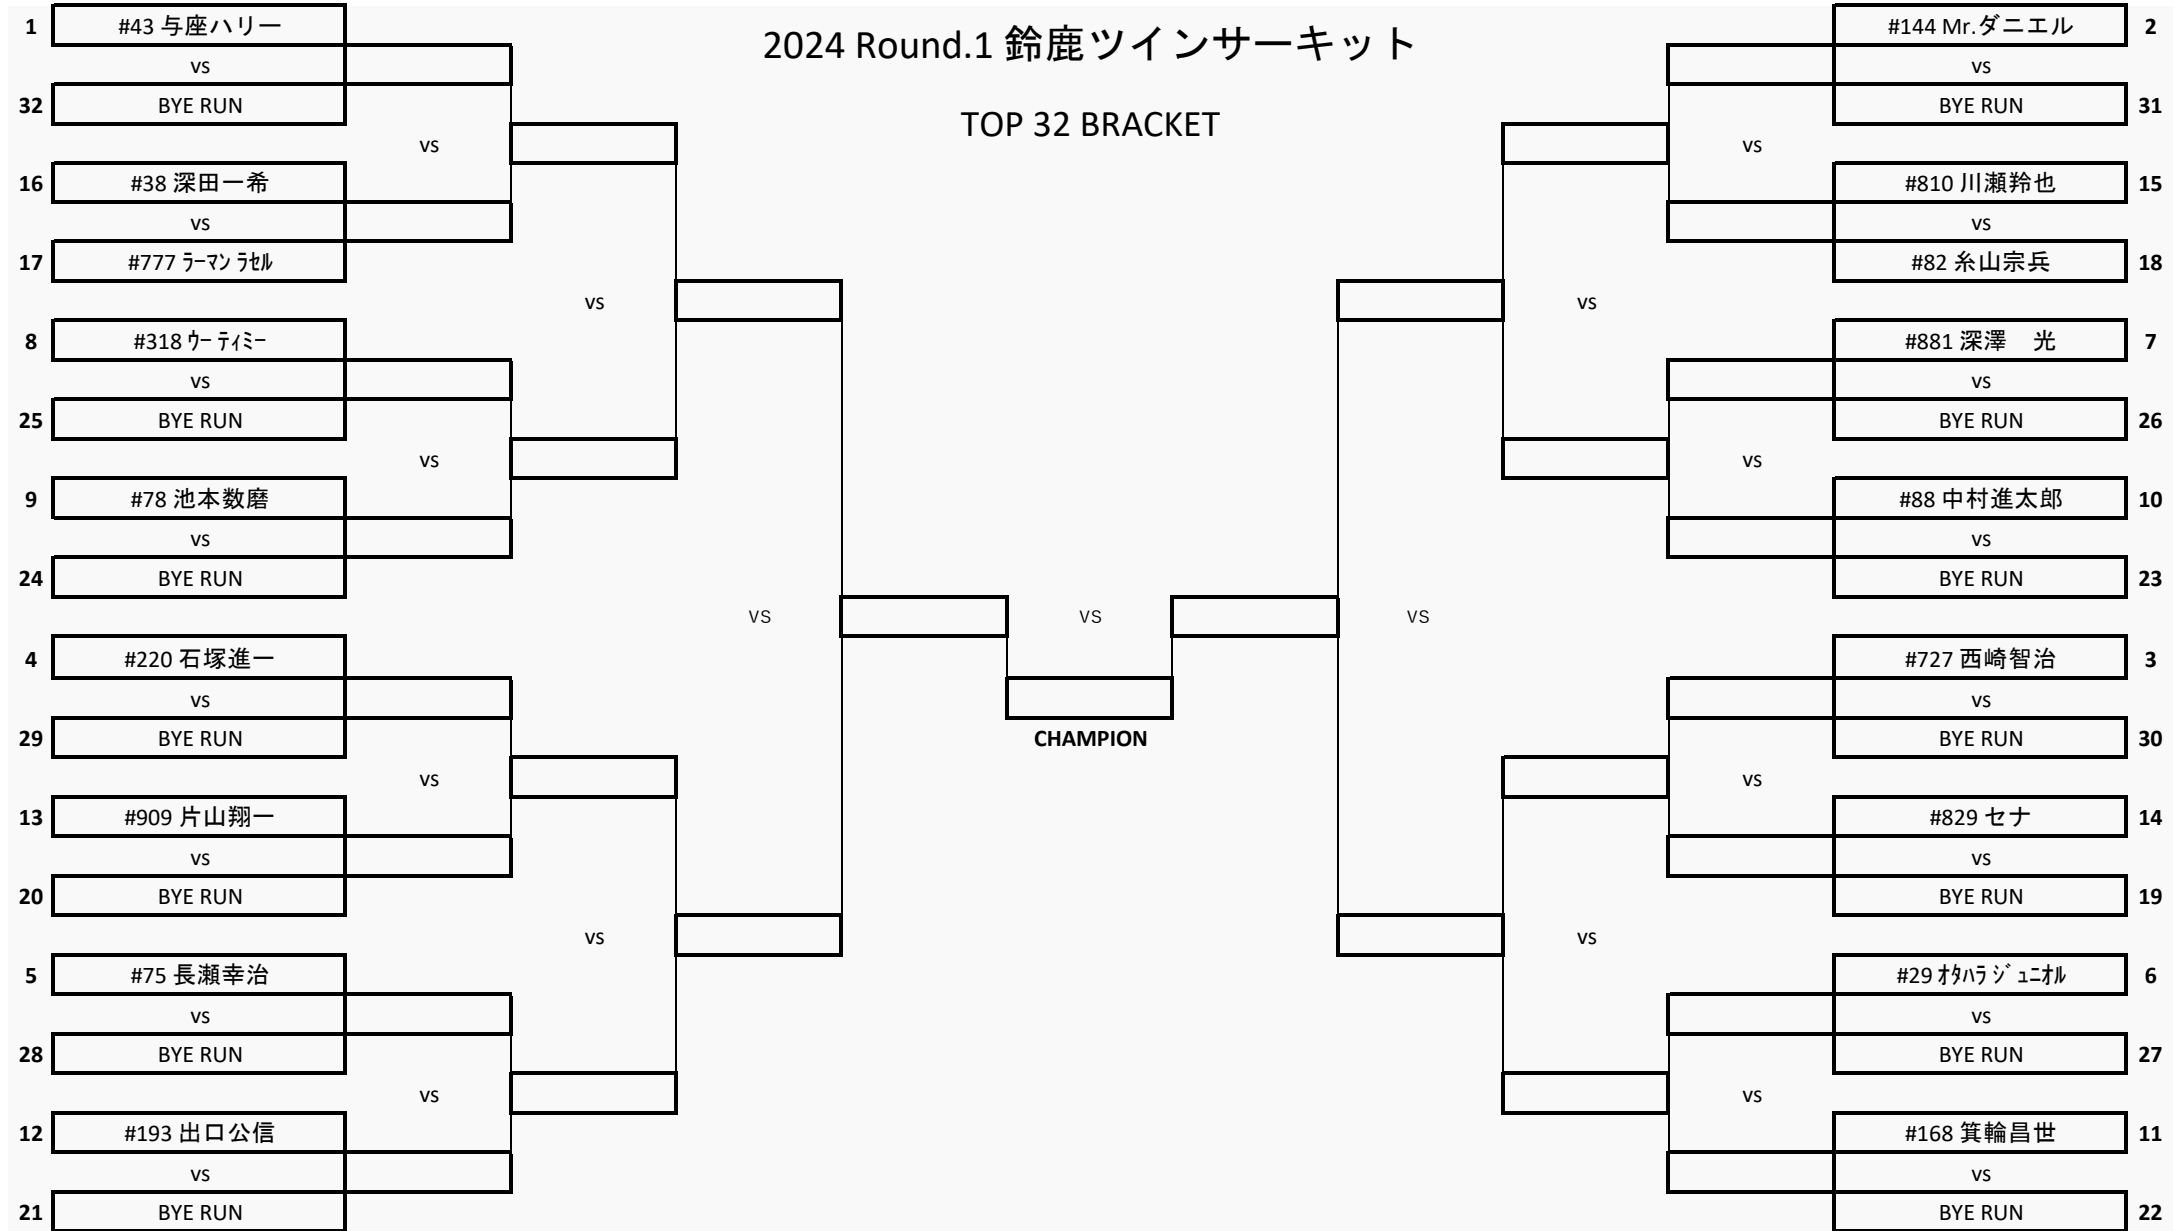 2024 Round.1 鈴鹿ツインサーキット
TOP 32 BRACKET
1 #43 与座ハリー
vs
32 BYE RUN
vs
16 #38 深田一希
vs
17 #777 ﾗｰﾏﾝ ﾗｾﾙ
vs
8 #318 ｳｰ ﾃｨﾐｰ
vs
25 BYE RUN
vs
9 #78 池本数磨
vs
24 BYE RUN
vs
4 #220 石塚進一
vs
29 BYE RUN
vs
13 #909 片山翔一
vs
20 BYE RUN
vs
5 #75 長瀬幸治
vs
28 BYE RUN
vs
12 #193 出口公信
vs
21 BYE RUN
vs
CHAMPION
#144 Mr.ダニエル 2
vs
BYE RUN 31
vs
#810 川瀬羚也 15
vs
#82 糸山宗兵 18
vs
#881 深澤　光 7
vs
BYE RUN 26
vs
#88 中村進太郎 10
vs
BYE RUN 23
vs
#727 西崎智治 3
vs
BYE RUN 30
vs
#829 セナ 14
vs
BYE RUN 19
vs
#29 ｵﾀﾊﾗ ｼﾞｭﾆｵﾙ 6
vs
BYE RUN 27
vs
#168 箕輪昌世 11
vs
BYE RUN 22